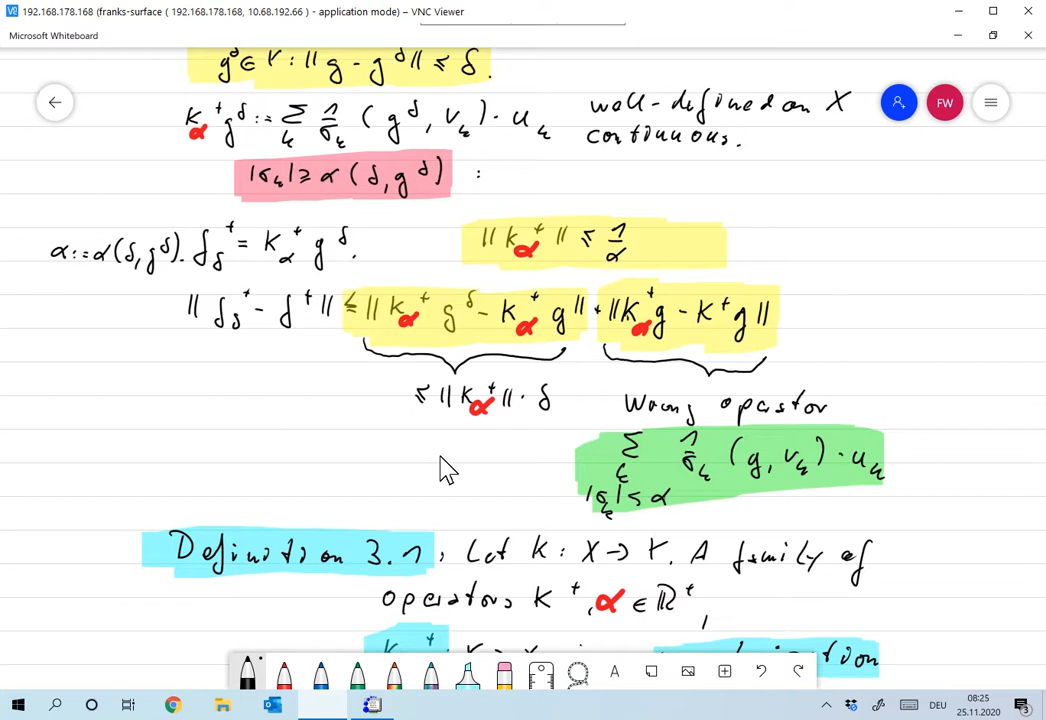 192.168.178.168 (franks-surface ( 192.168.178.168, 10.68.192.66 ) - application mode) – VNC Viewer
Microsoft Whiteboard
g^δ ∈ Y : || g - g^δ || ≤ δ.
K_α^+ g^δ := Σ_k 1/σ_k ( g^δ, v_k ) · u_k well-defined on X
continuous.
|σ_k| ≥ α ( δ, g^δ ) :
α := α(δ, g^δ). f_δ^+ = K_α^+ g^δ. || K_α^+ || ≤ 1/α
|| f_δ^+ - f^+ || ≤ || K_α^+ g^δ - K_α^+ g || + || K_α^+ g - K^+ g ||
≤ || K_α^+ || · δ
Wrong operator
Σ_k 1/σ_k ( g, v_k ) · u_k
|σ_k| < α
Definition 3.1 : Let K : X → Y. A family of
operators K^+, α ∈ ℝ^+,
FW
A
DEU
08:25
25.11.2020
3